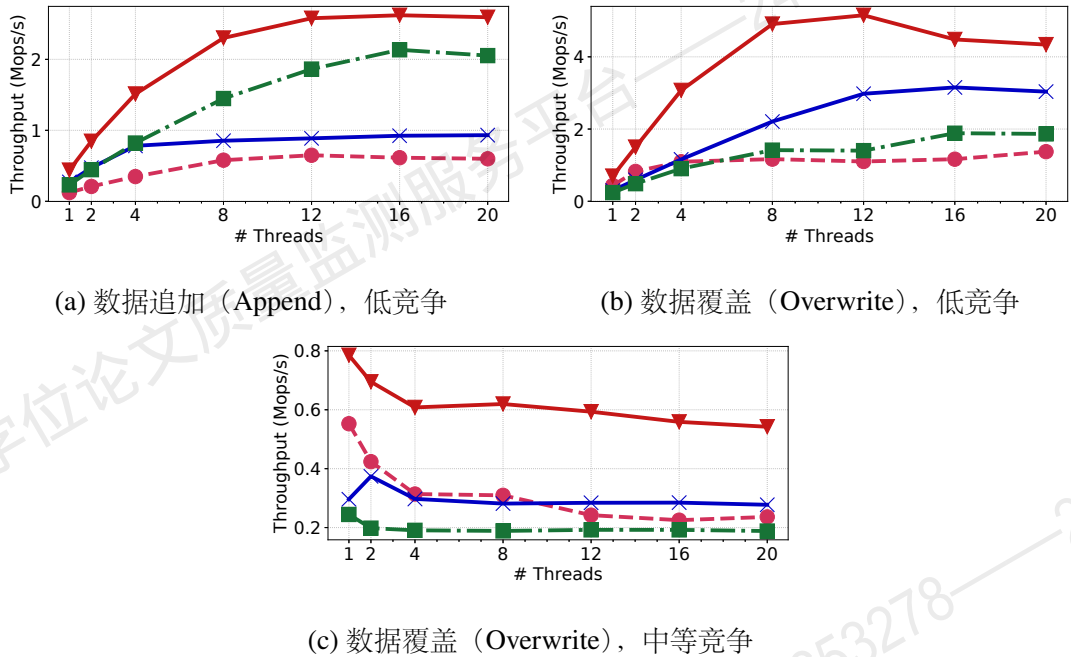 2
1
0
1 2 4 8 12 16 20
Throughput (Mops/s)
# Threads
(a) 数据追加（Append），低竞争
4
2
0
1 2 4 8 12 16 20
Throughput (Mops/s)
# Threads
(b) 数据覆盖（Overwrite），低竞争
0.8
0.6
0.4
0.2
1 2 4 8 12 16 20
Throughput (Mops/s)
# Threads
(c) 数据覆盖（Overwrite），中等竞争
学位论文质量监测服务平台——2
053278——2